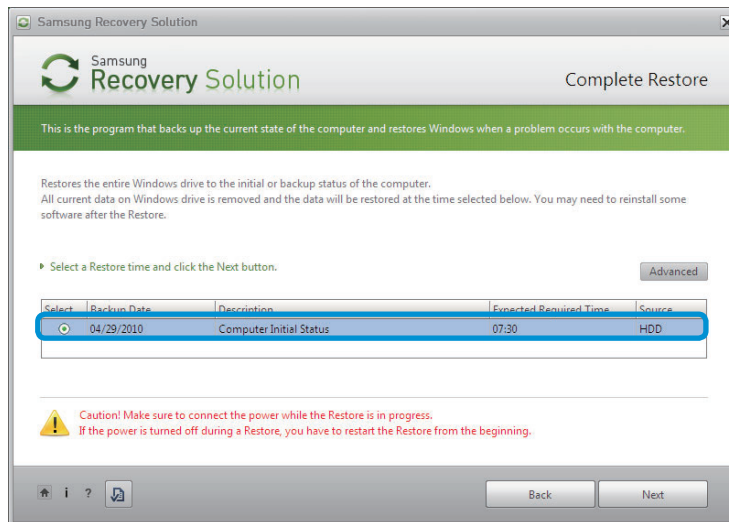 Samsung Recovery Solution
Samsung
Recovery Solution
Complete Restore
This is the program that backs up the current state of the computer and restores Windows when a problem occurs with the computer.
Restores the entire Windows drive to the initial or backup status of the computer.
All current data on Windows drive is removed and the data will be restored at the time selected below. You may need to reinstall some
software after the Restore.
Select a Restore time and click the Next button.
Advanced
Select Backup Date Description Expected Required Time Source
04/29/2010 Computer Initial Status 07:30 HDD
Caution! Make sure to connect the power while the Restore is in progress.
If the power is turned off during a Restore, you have to restart the Restore from the beginning.
i ? Back Next